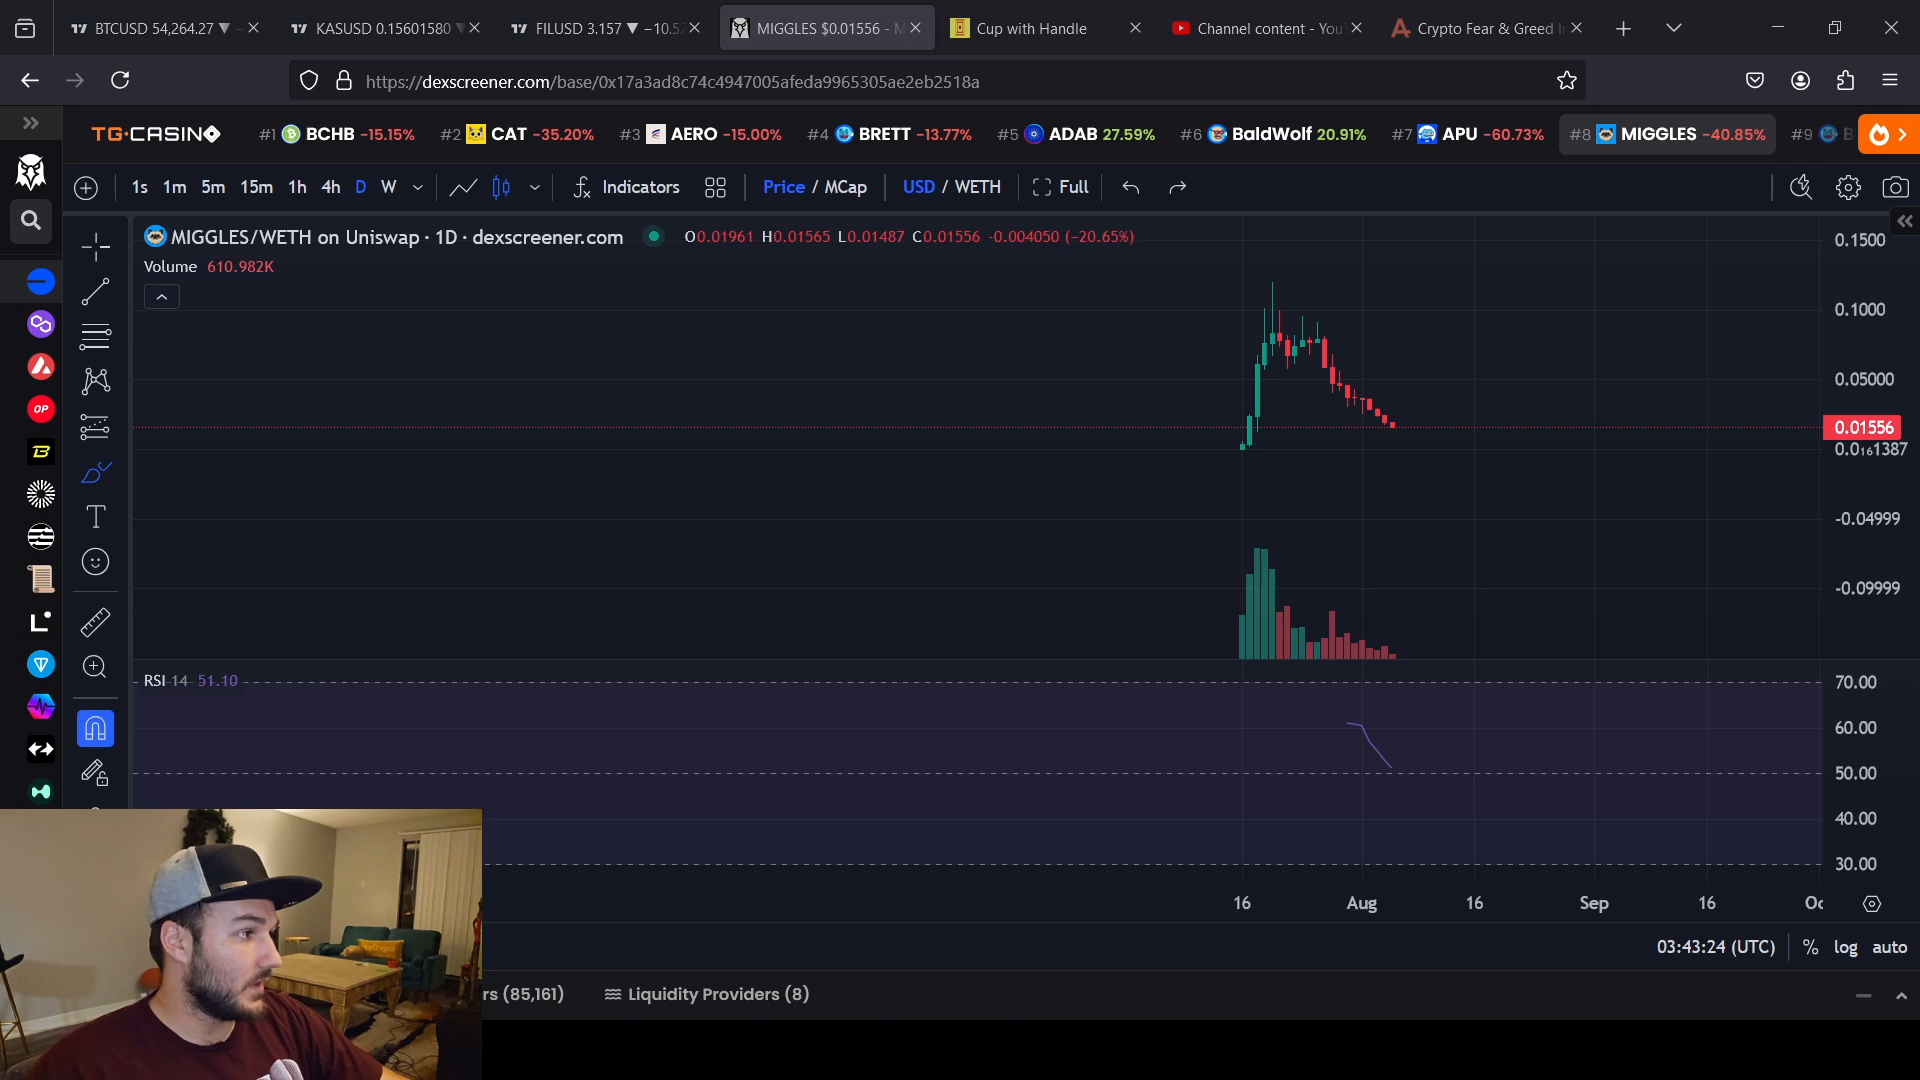 BTCUSD 54,264.27 ▼ −
KASUSD 0.15601580 ▼
FILUSD 3.157 ▼ −10.52
MIGGLES $0.01556 - M
Cup with Handle
Channel content - YouT
Crypto Fear & Greed In
https://dexscreener.com/base/0x17a3ad8c74c4947005afeda9965305ae2eb2518a
TG·CASINO
#1 BCHB -15.15%
#2 CAT -35.20%
#3 AERO -15.00%
#4 BRETT -13.77%
#5 ADAB 27.59%
#6 BaldWolf 20.91%
#7 APU -60.73%
#8 MIGGLES -40.85%
#9 B
1s 1m 5m 15m 1h 4h D W
Indicators
Price / MCap
USD / WETH
Full
MIGGLES/WETH on Uniswap · 1D · dexscreener.com
O0.01961 H0.01565 L0.01487 C0.01556 -0.004050 (−20.65%)
Volume 610.982K
0.1500
0.1000
0.05000
0.01556
0.0₁₆1387
-0.04999
-0.09999
OP
RSI 14 51.10
70.00
60.00
50.00
40.00
30.00
16 Aug 16 Sep 16 Oc
03:43:24 (UTC) % log auto
rs (85,161)
Liquidity Providers (8)